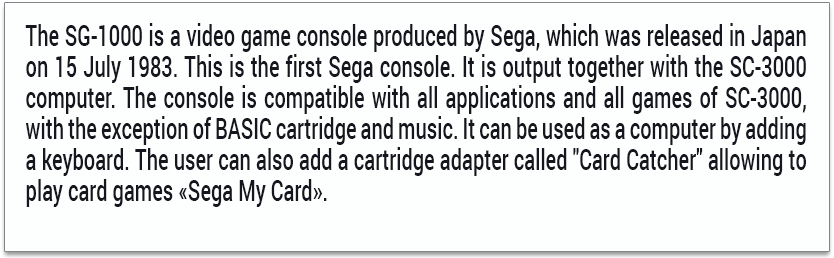 The SG-1000 is a video game console produced by Sega, which was released in Japan
on 15 July 1983. This is the first Sega console. It is output together with the SC-3000
computer. The console is compatible with all applications and all games of SC-3000,
with the exception of BASIC cartridge and music. It can be used as a computer by adding
a keyboard. The user can also add a cartridge adapter called "Card Catcher" allowing to
play card games «Sega My Card».